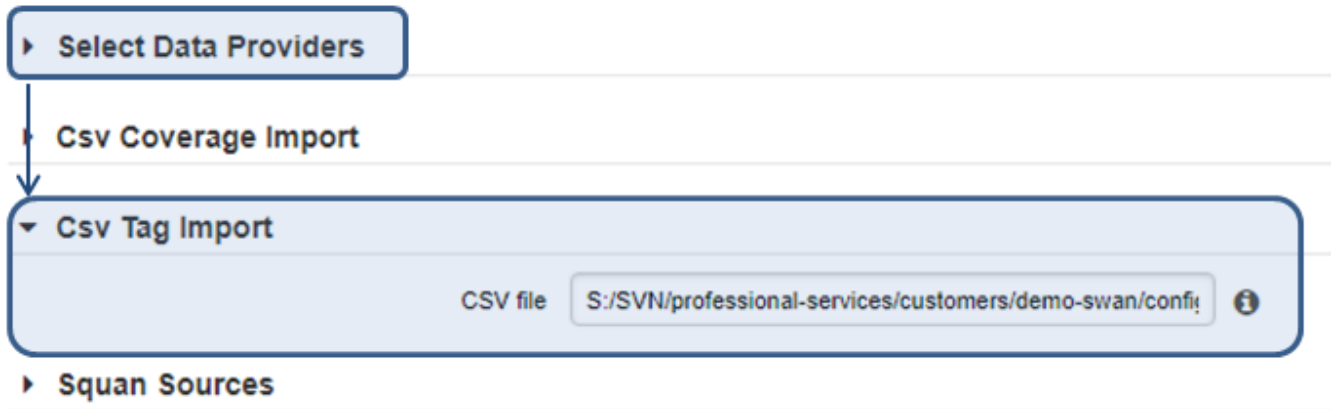 Select Data Providers
Csv Coverage Import
Csv Tag Import
CSV file S:/SVN/professional-services/customers/demo-swan/config
Squan Sources